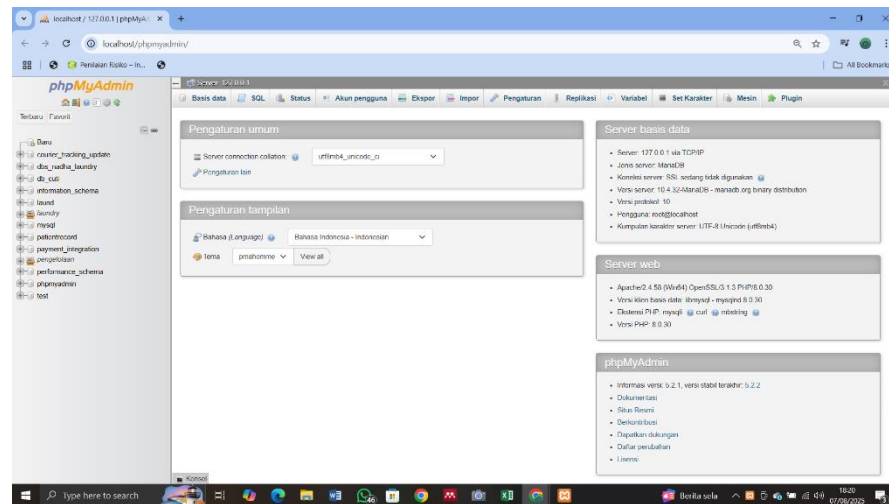 localhost / 127.0.0.1 | phpMyA
localhost/phpmyadmin/
Penilaian Risiko – In...
All Bookmarks
phpMyAdmin
Terbaru Favorit
Baru
courier_tracking_update
dbs_nadha_laundry
db_cuti
information_schema
laund
laundry
mysql
patientrecord
payment_integration
pengelolaan
performance_schema
phpmyadmin
test
Server: 127.0.0.1
Basis data SQL Status Akun pengguna Ekspor Impor Pengaturan Replikasi Variabel Set Karakter Mesin Plugin
Pengaturan umum
Server connection collation: utf8mb4_unicode_ci
Pengaturan lain
Pengaturan tampilan
Bahasa (Language) Bahasa Indonesia - Indonesian
Tema pmahomme View all
Server basis data
• Server: 127.0.0.1 via TCP/IP
• Jenis server: MariaDB
• Koneksi server: SSL sedang tidak digunakan
• Versi server: 10.4.32-MariaDB - mariadb.org binary distribution
• Versi protokol: 10
• Pengguna: root@localhost
• Kumpulan karakter server: UTF-8 Unicode (utf8mb4)
Server web
• Apache/2.4.58 (Win64) OpenSSL/3.1.3 PHP/8.0.30
• Versi klien basis data: libmysql - mysqlnd 8.0.30
• Ekstensi PHP: mysqli curl mbstring
• Versi PHP: 8.0.30
phpMyAdmin
• Informasi versi: 5.2.1, versi stabil terakhir: 5.2.2
• Dokumentasi
• Situs Resmi
• Berkontribusi
• Dapatkan dukungan
• Daftar perubahan
• Lisensi
Konsol
Type here to search
46
Berita sela
18:20
07/08/2025